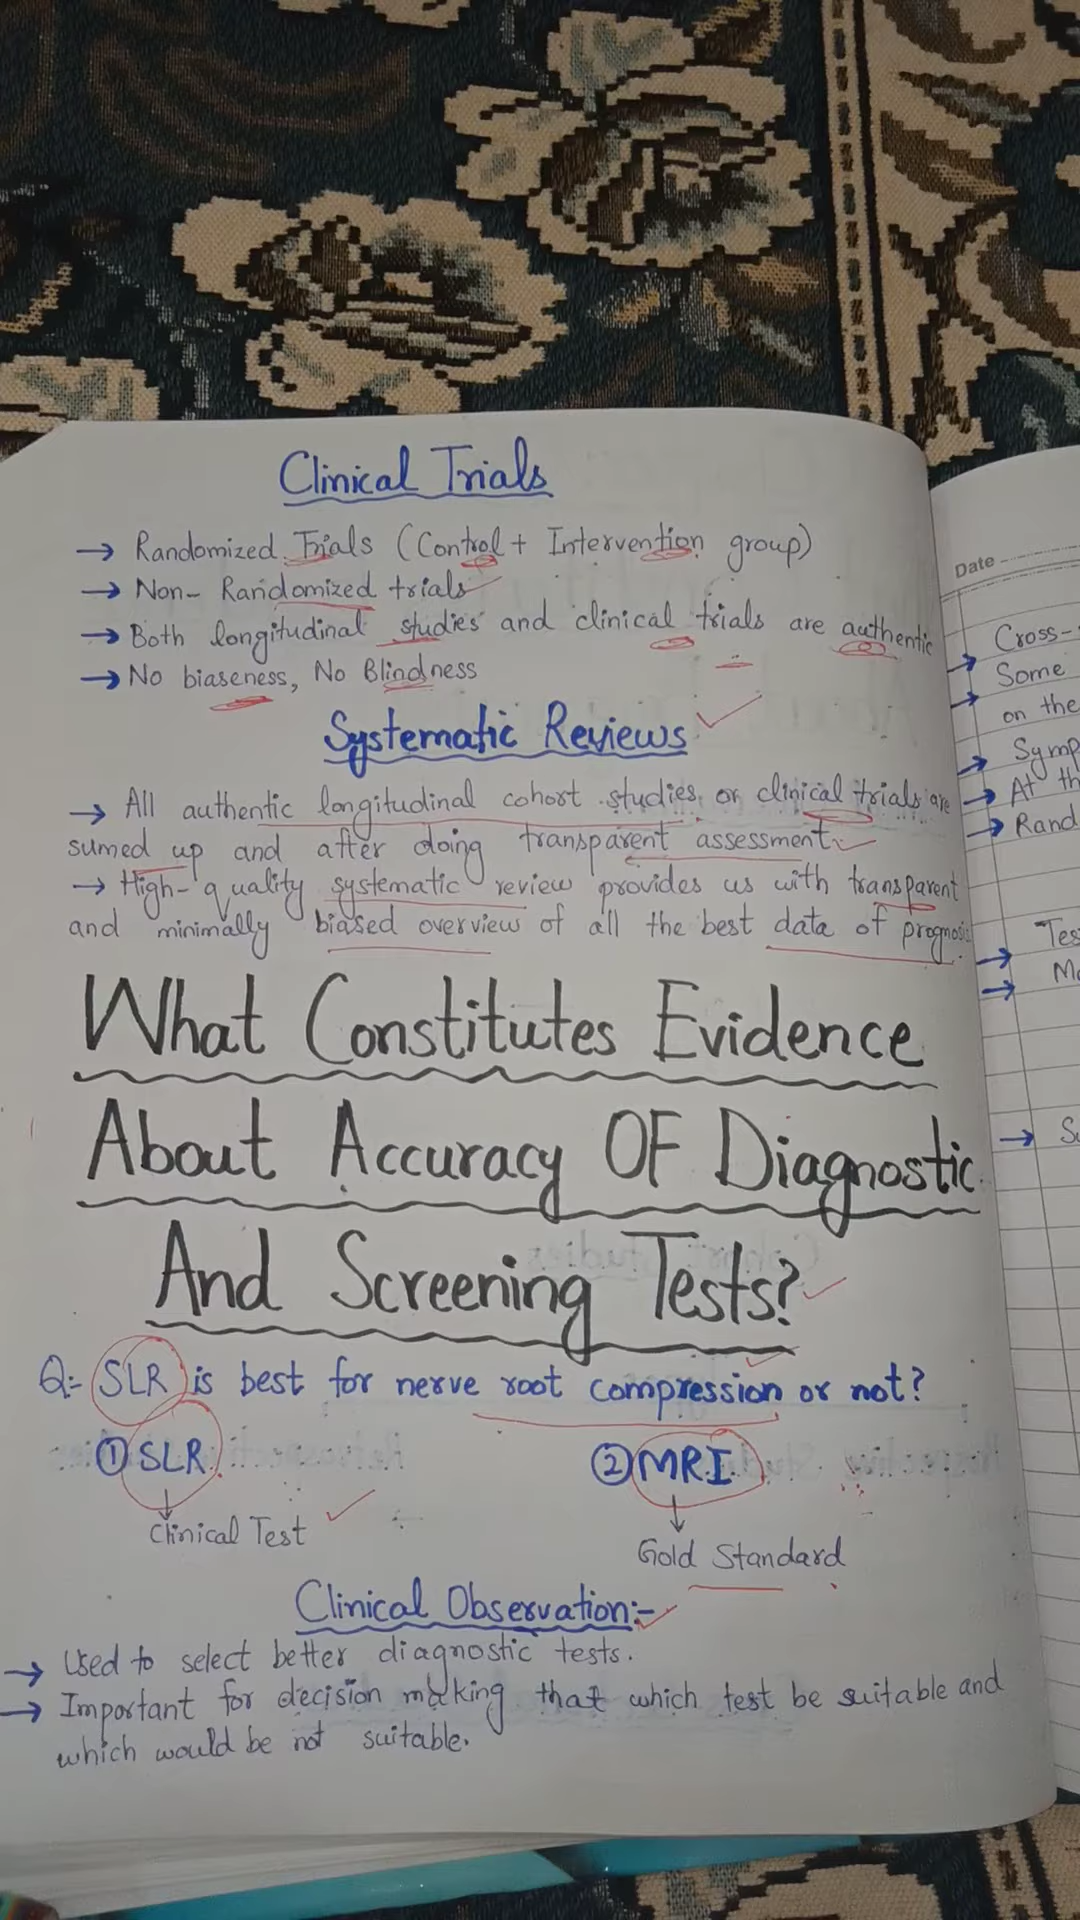 Clinical Trials
→ Randomized Trials (Control + Intervention group)
→ Non- Randomized trials
→ Both longitudinal studies and clinical trials are authentic
→ No biaseness, No Blindness
Systematic Reviews
→ All authentic longitudinal cohort studies or clinical trials are
sumed up and after doing transparent assessment.
→ High-quality systematic review provides us with transparent
and minimally biased overview of all the best data of prognosis
What Constitutes Evidence
About Accuracy OF Diagnostic
And Screening Tests?
Q:- SLR is best for nerve root compression or not?
① SLR ② MRI
↓ ↓
Clinical Test Gold Standard
Clinical Observation:-
→ Used to select better diagnostic tests.
→ Important for decision making that which test be suitable and
which would be not suitable.
Date
→ Cross-
→ Some
on the
→ Symp
→ At th
→ Rand
→ Tes
→ Mo
→ S